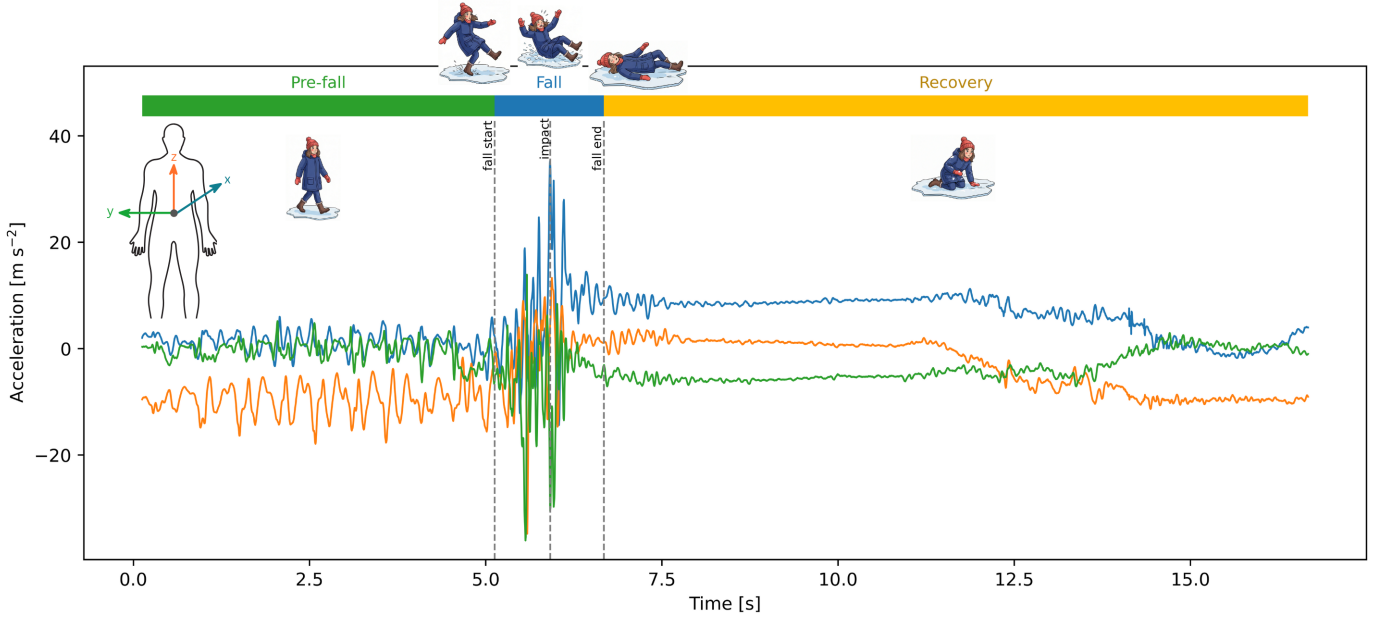 Pre-fall
Fall
Recovery
fall start
impact
fall end
z
x
y
40
20
0
−20
Acceleration [m s⁻²]
0.0
2.5
5.0
7.5
10.0
12.5
15.0
Time [s]